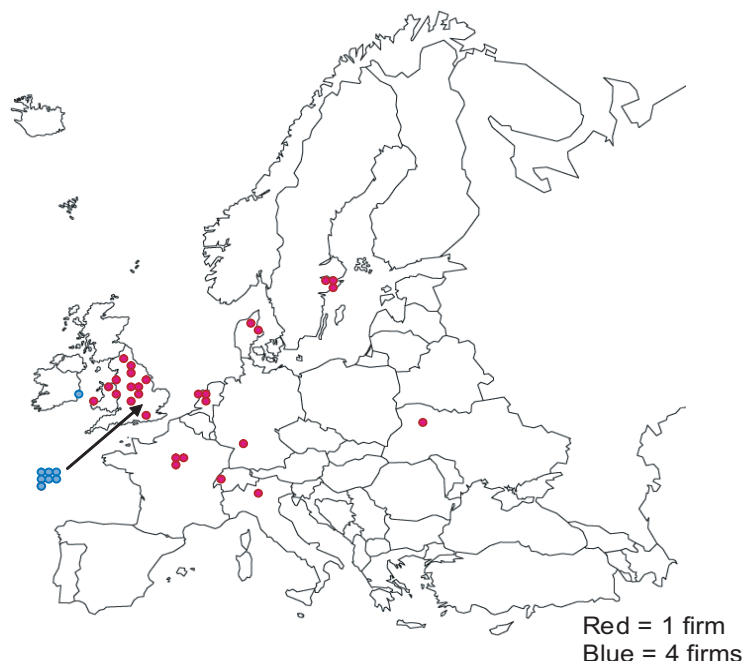 Red = 1 firm
Blue = 4 firms